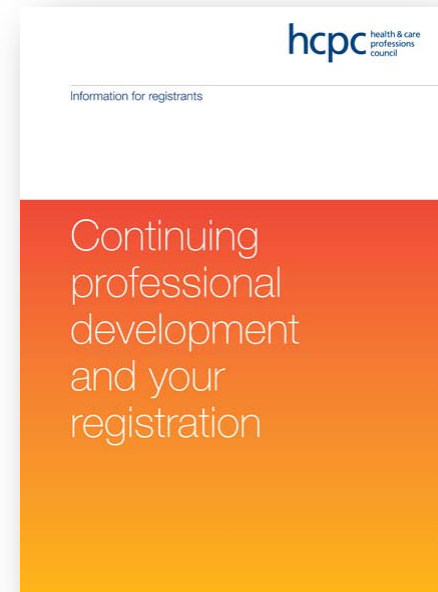 hcpc
health & care
professions
council
Information for registrants
Continuing
professional
development
and your
registration